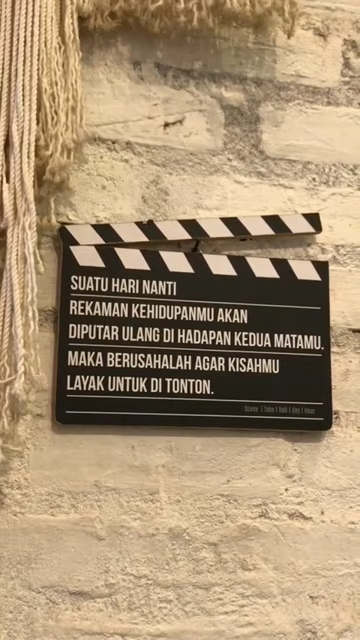 SUATU HARI NANTI
REKAMAN KEHIDUPANMU AKAN
DIPUTAR ULANG DI HADAPAN KEDUA MATAMU.
MAKA BERUSAHALAH AGAR KISAHMU
LAYAK UNTUK DI TONTON.
Scene | Take | Roll | Day | Hour